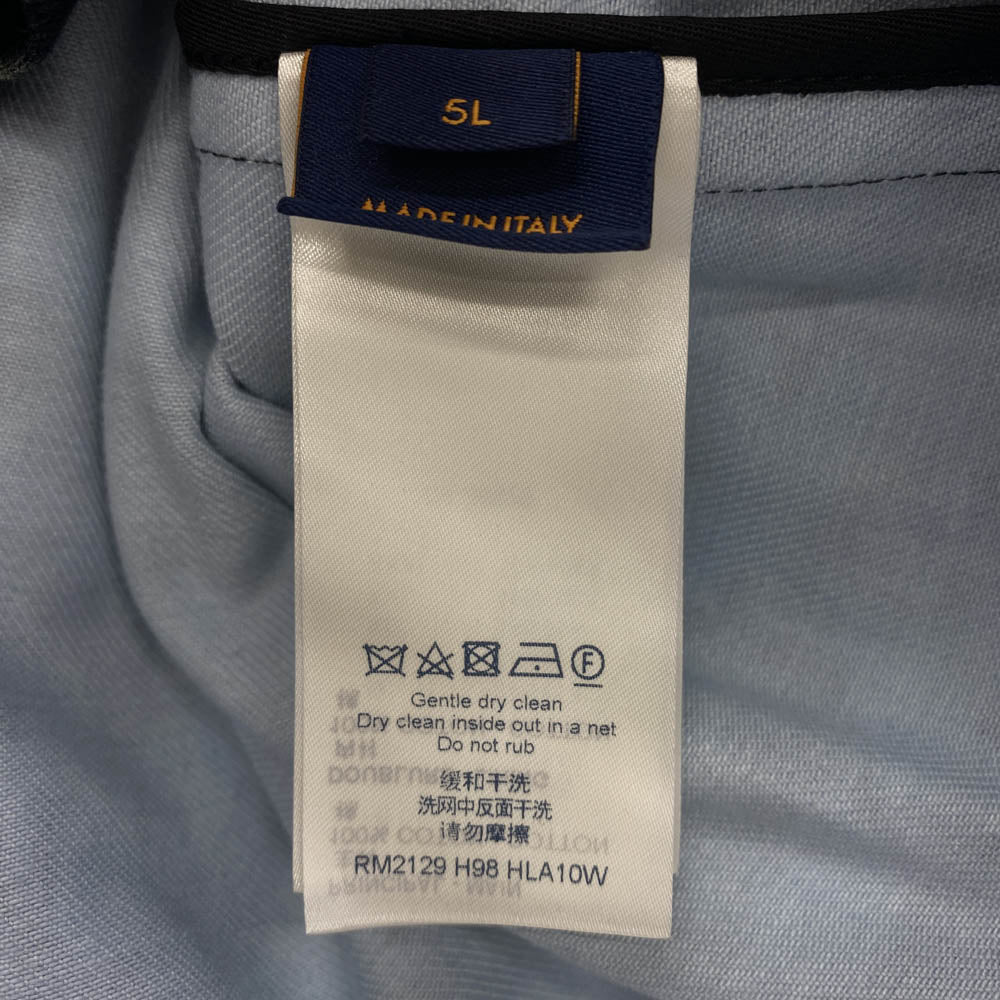 5L
MADE IN ITALY
F
Gentle dry clean
Dry clean inside out in a net
Do not rub
缓和干洗
洗网中反面干洗
请勿摩擦
RM2129 H98 HLA10W